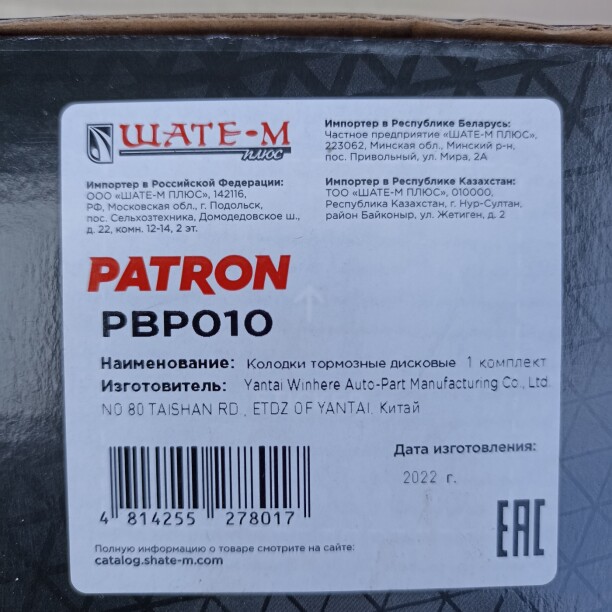 ШАТЕ-М
ПЛЮС
Импортер в Республике Беларусь:
Частное предприятие «ШАТЕ-М ПЛЮС»,
223062, Минская обл., Минский р-н,
пос. Привольный, ул. Мира, 2А
Импортер в Российской Федерации:
ООО «ШАТЕ-М ПЛЮС», 142116,
РФ, Московская обл., г. Подольск,
пос. Сельхозтехника, Домодедовское ш.,
д. 22, комн. 12-14, 2 эт.
Импортер в Республике Казахстан:
ТОО "ШАТЕ-М ПЛЮС», 010000,
Республика Казахстан, г. Нур-Султан,
район Байконыр, ул. Жетиген, д. 2
PATRON
PBP010
Наименование: Колодки тормозные дисковые 1 комплект
Изготовитель: Yantai Winhere Auto-Part Manufacturing Co., Ltd.
NO 80 TAISHAN RD., ETDZ OF YANTAI, Китай
Дата изготовления:
2022 г.
4 814255 278017
EAC
Полную информацию о товаре смотрите на сайте:
catalog.shate-m.com